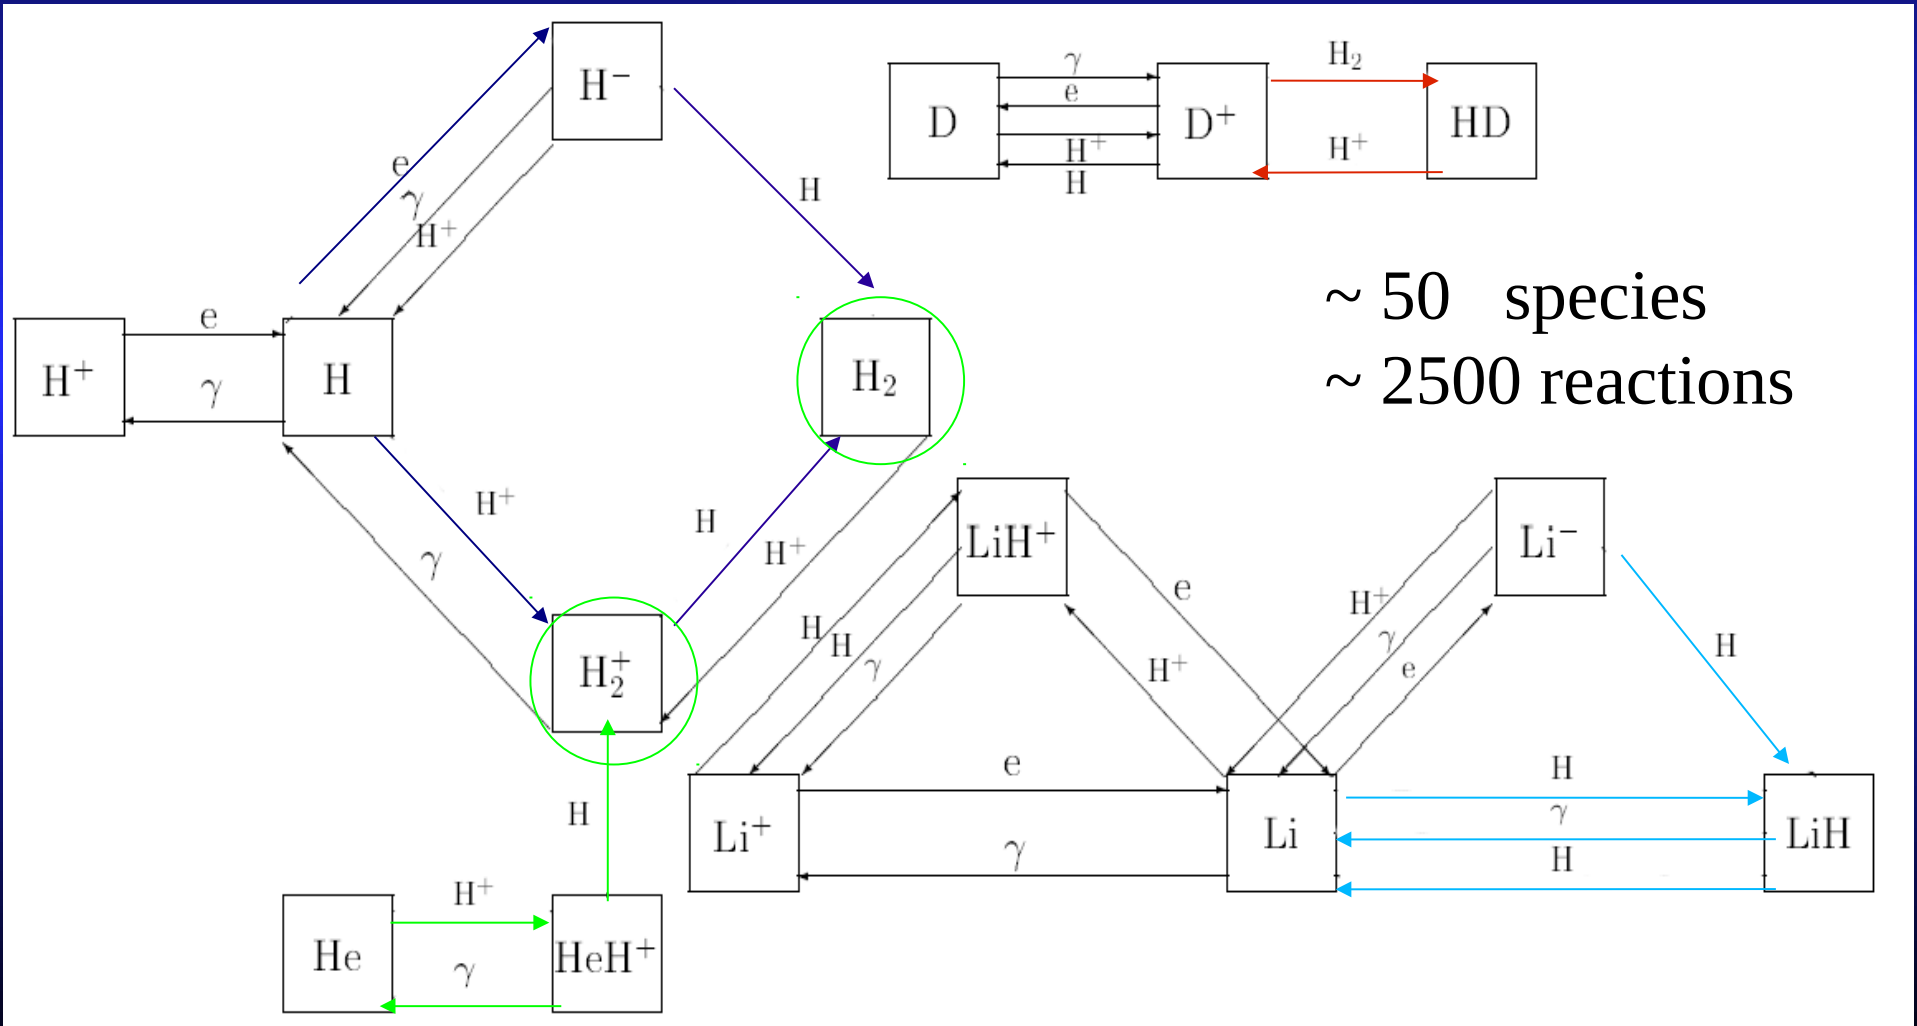 H⁻
γ
H₂
e
D
D⁺
HD
H⁺
H⁺
H
e
γ
H
H⁺
~ 50 species
~ 2500 reactions
e
H⁺
H
H₂
γ
H⁺
H
H⁺
γ
LiH⁺
Li⁻
e
H⁺
H
H
γ
H⁺
γ
e
H
H₂⁺
e
H
γ
H
Li⁺
Li
LiH
γ
H
H⁺
He
HeH⁺
γ